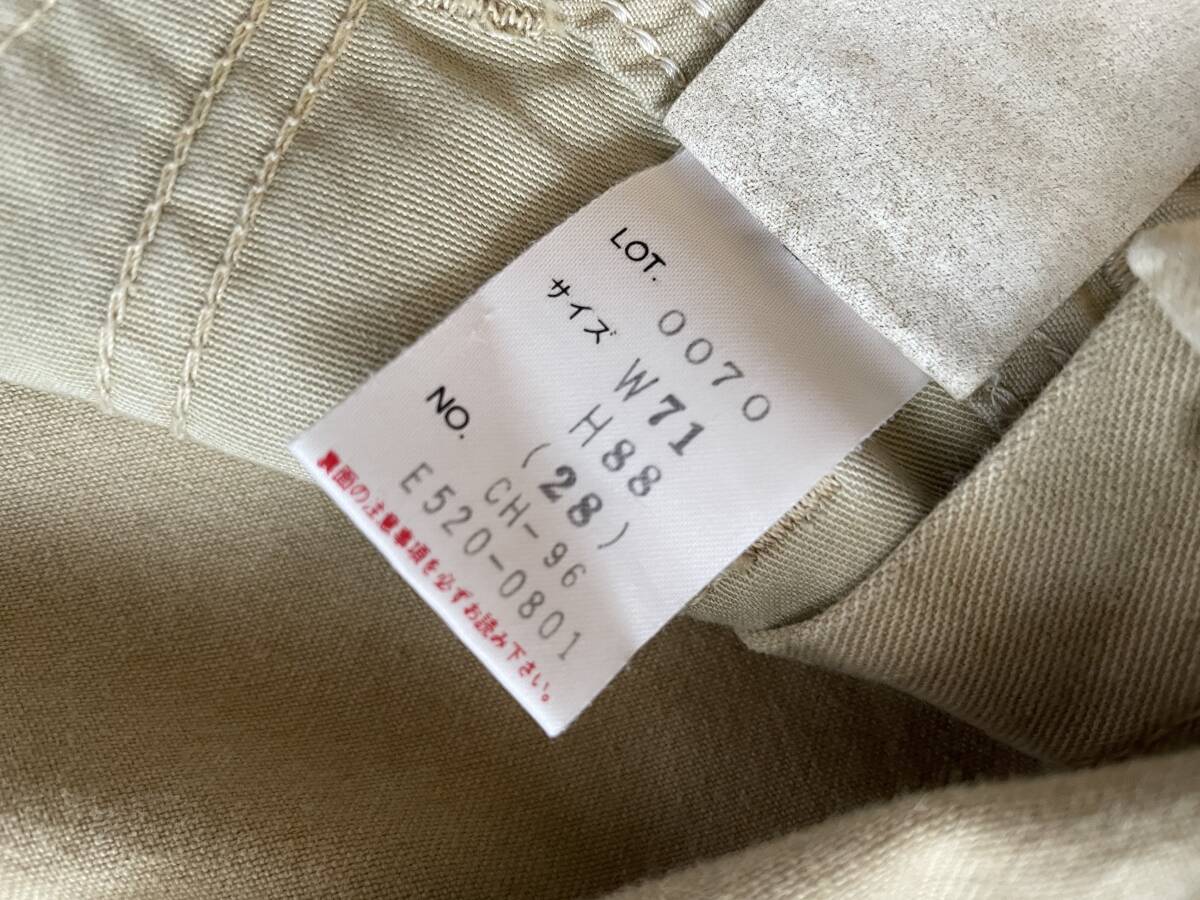 LOT. 0070
サイズ W71
H88
(28)
NO. CH-96
E520-0801
裏面の注意事項を必ずお読み下さい。